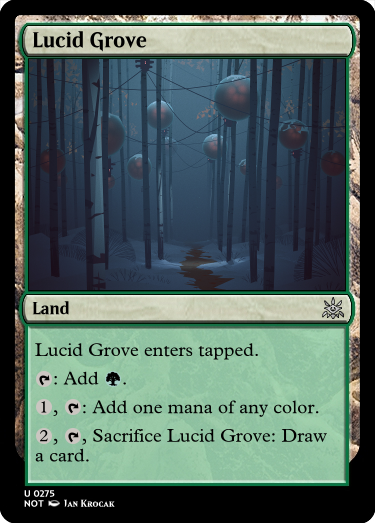 Lucid Grove
Land
Lucid Grove enters tapped.
: Add .
1, : Add one mana of any color.
2, , Sacrifice Lucid Grove: Draw
a card.
U 0275
NOT Jan Krocak